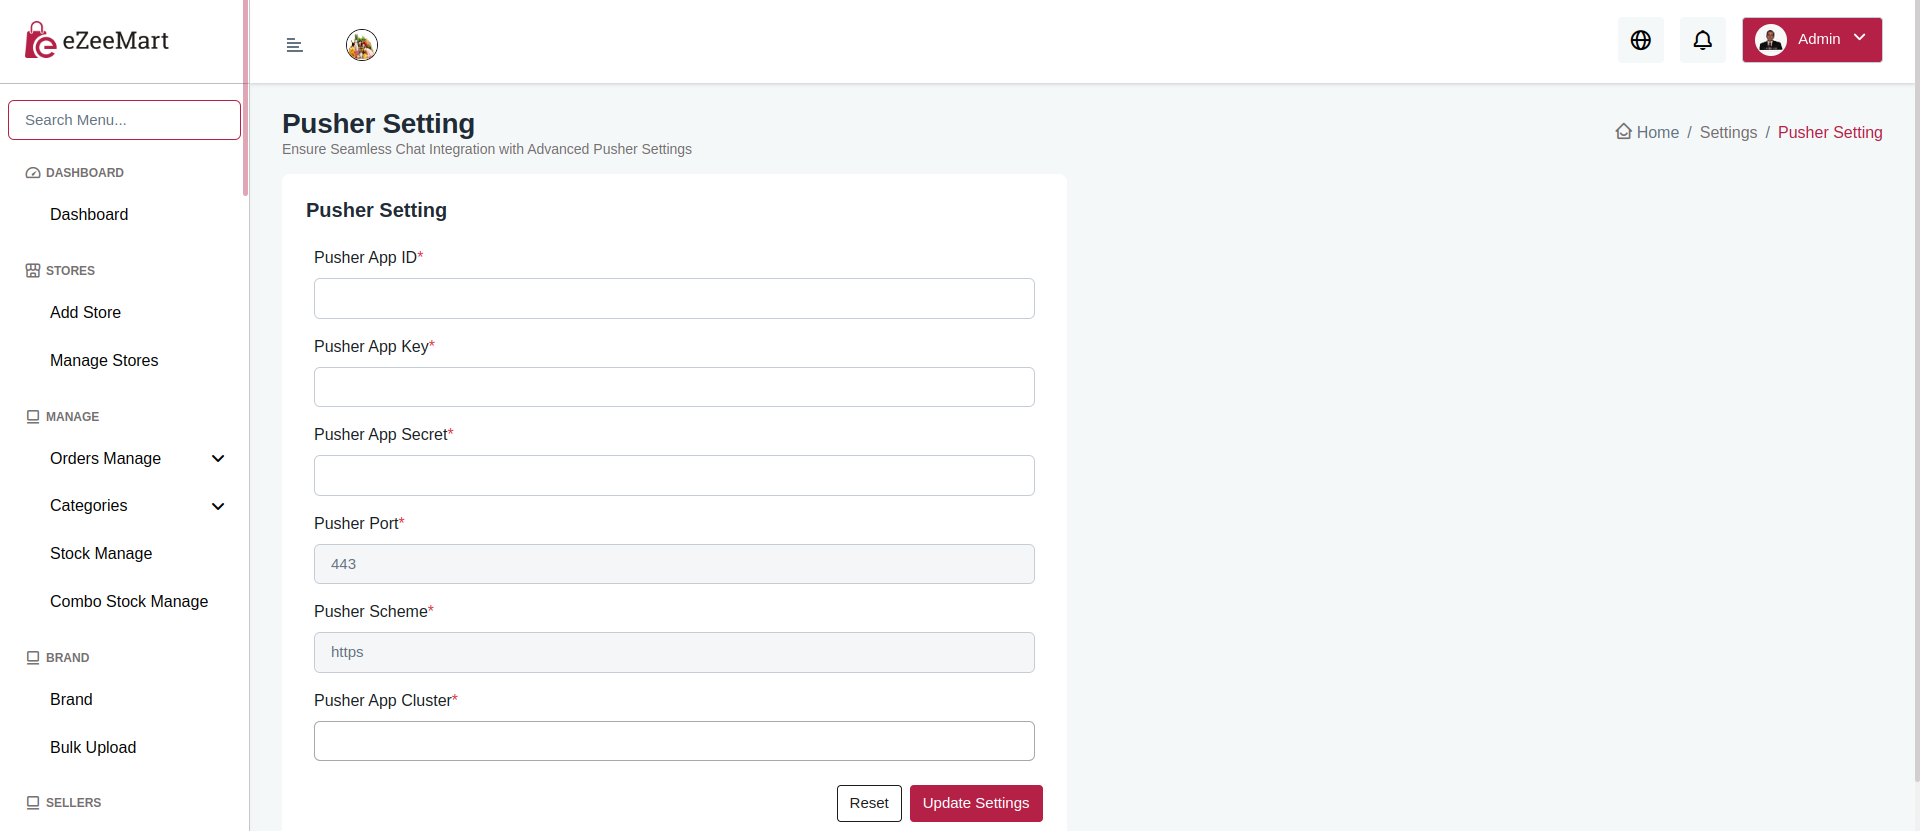 eZeeMart
Admin
Search Menu...
DASHBOARD
Dashboard
STORES
Add Store
Manage Stores
MANAGE
Orders Manage
Categories
Stock Manage
Combo Stock Manage
BRAND
Brand
Bulk Upload
SELLERS
Pusher Setting
Ensure Seamless Chat Integration with Advanced Pusher Settings
Home / Settings / Pusher Setting
Pusher Setting
Pusher App ID*
Pusher App Key*
Pusher App Secret*
Pusher Port*
443
Pusher Scheme*
https
Pusher App Cluster*
Reset
Update Settings